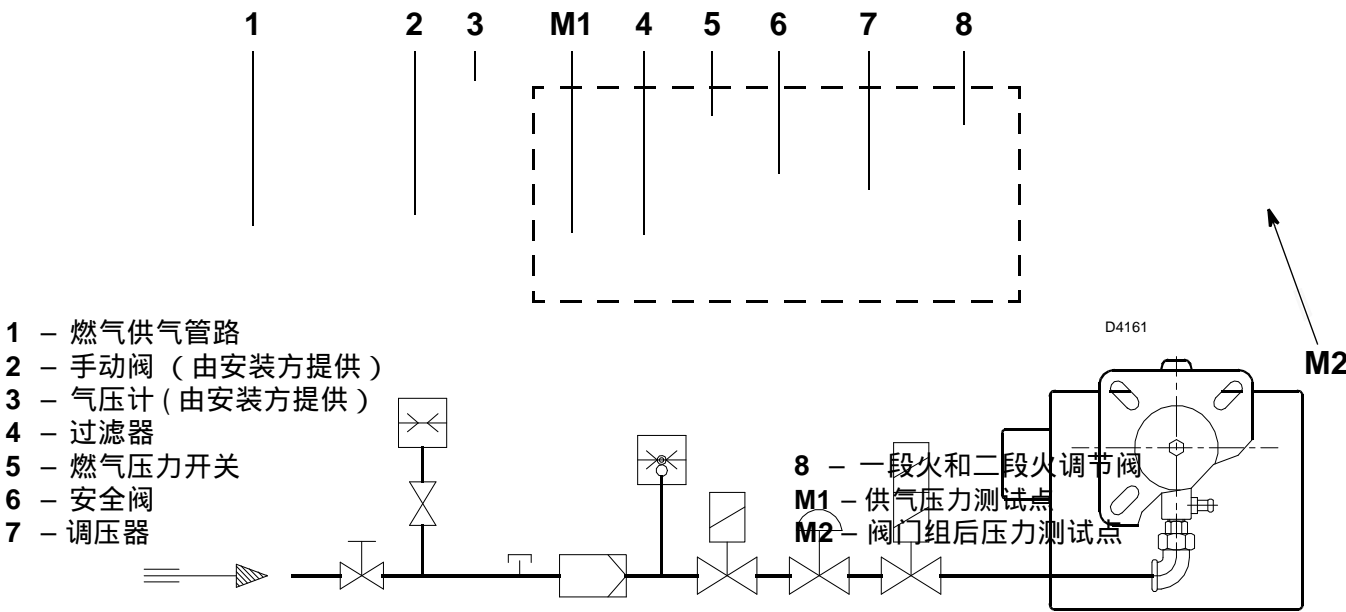 1 2 3 M1 4 5 6 7 8
D4161
M2
1 – 燃气供气管路
2 – 手动阀 （由安装方提供）
3 – 气压计 ( 由安装方提供 ）
4 – 过滤器
5 – 燃气压力开关
6 – 安全阀
7 – 调压器
8 – 一段火和二段火调节阀
M1 – 供气压力测试点
M2 – 阀门组后压力测试点